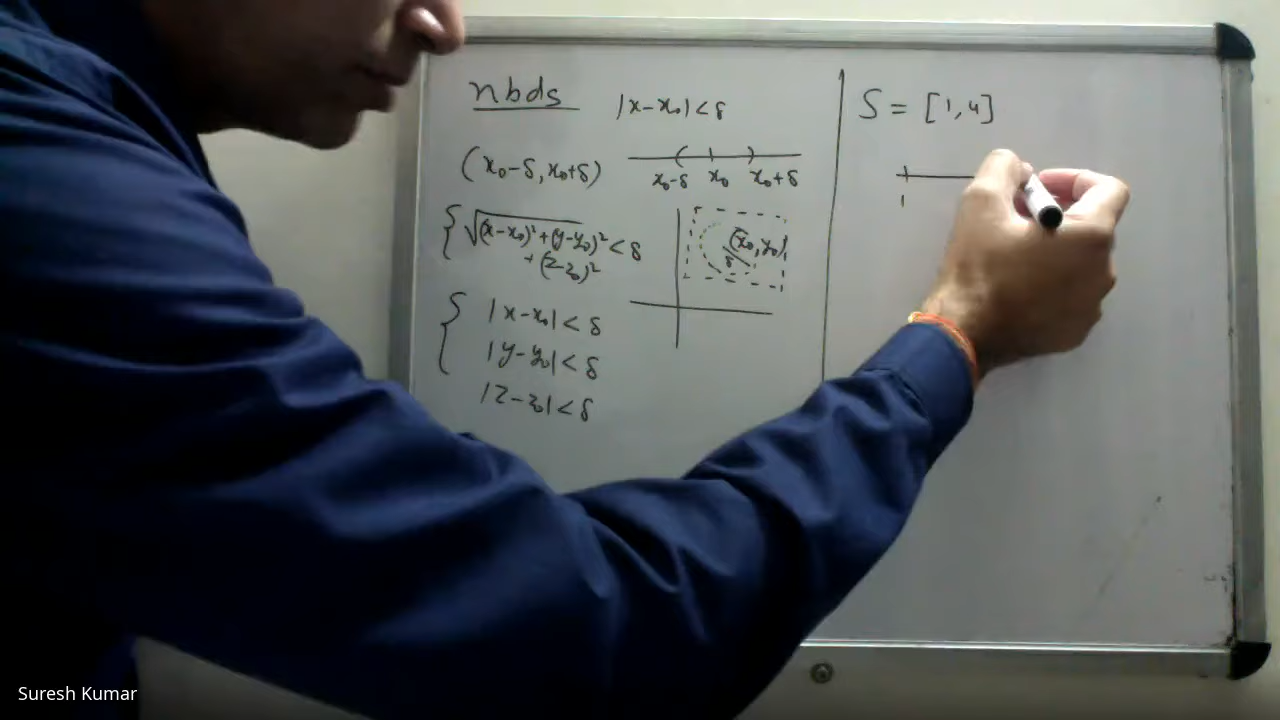 nbds
|x-x₀|<δ
(x₀-δ, x₀+δ)
x₀-δ x₀ x₀+δ
{ √(x-x₀)²+(y-y₀)² < δ
+(z-z₀)²
(x₀, y₀)
δ
{ |x-x₀|<δ
|y-y₀|<δ
|z-z₀|<δ
S = [1,4]
1
Suresh Kumar